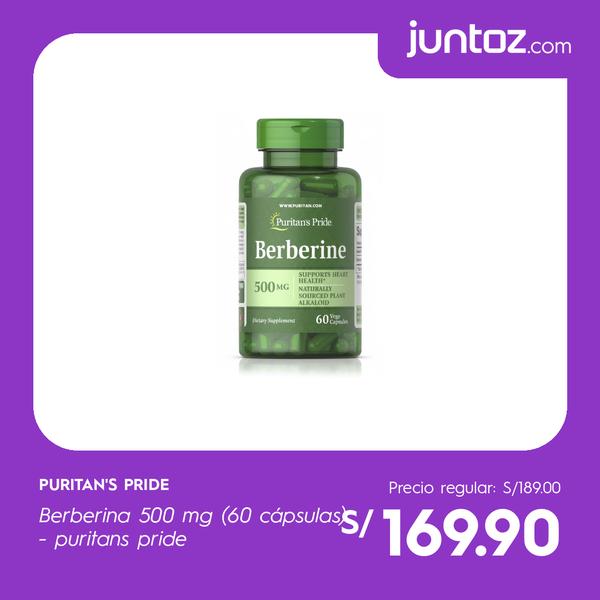 juntoz.com
WWW.PURITAN.COM
Puritan's Pride
Berberine
500 MG
SUPPORTS HEART
HEALTH*
NATURALLY
SOURCED PLANT
ALKALOID
Dietary Supplement
60 Vege
Capsules
PURITAN'S PRIDE
Berberina 500 mg (60 cápsulas)
- puritans pride
Precio regular: S/189.00
S/ 169.90